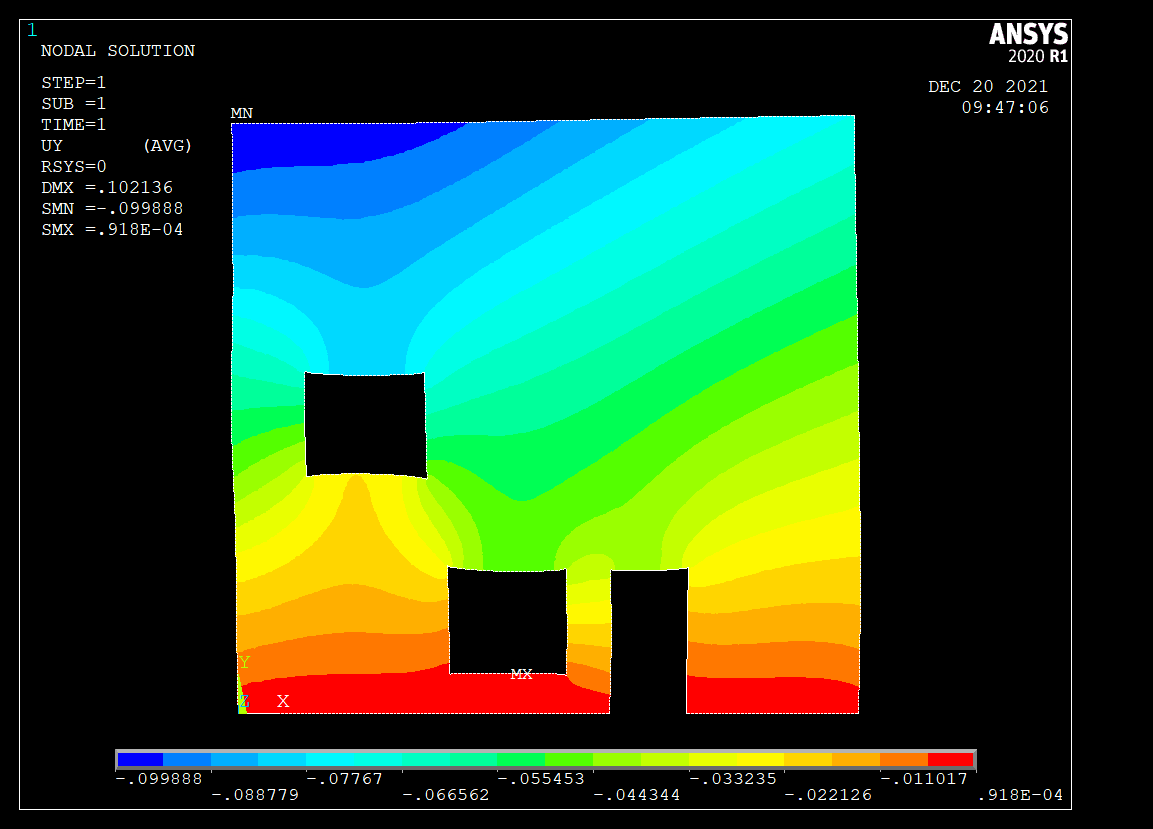 1
NODAL SOLUTION
STEP=1
SUB =1
TIME=1
UY (AVG)
RSYS=0
DMX =.102136
SMN =-.099888
SMX =.918E-04
ANSYS
2020 R1
DEC 20 2021
09:47:06
MN
MX
Y
Z X
-.099888 -.07767 -.055453 -.033235 -.011017
-.088779 -.066562 -.044344 -.022126 .918E-04